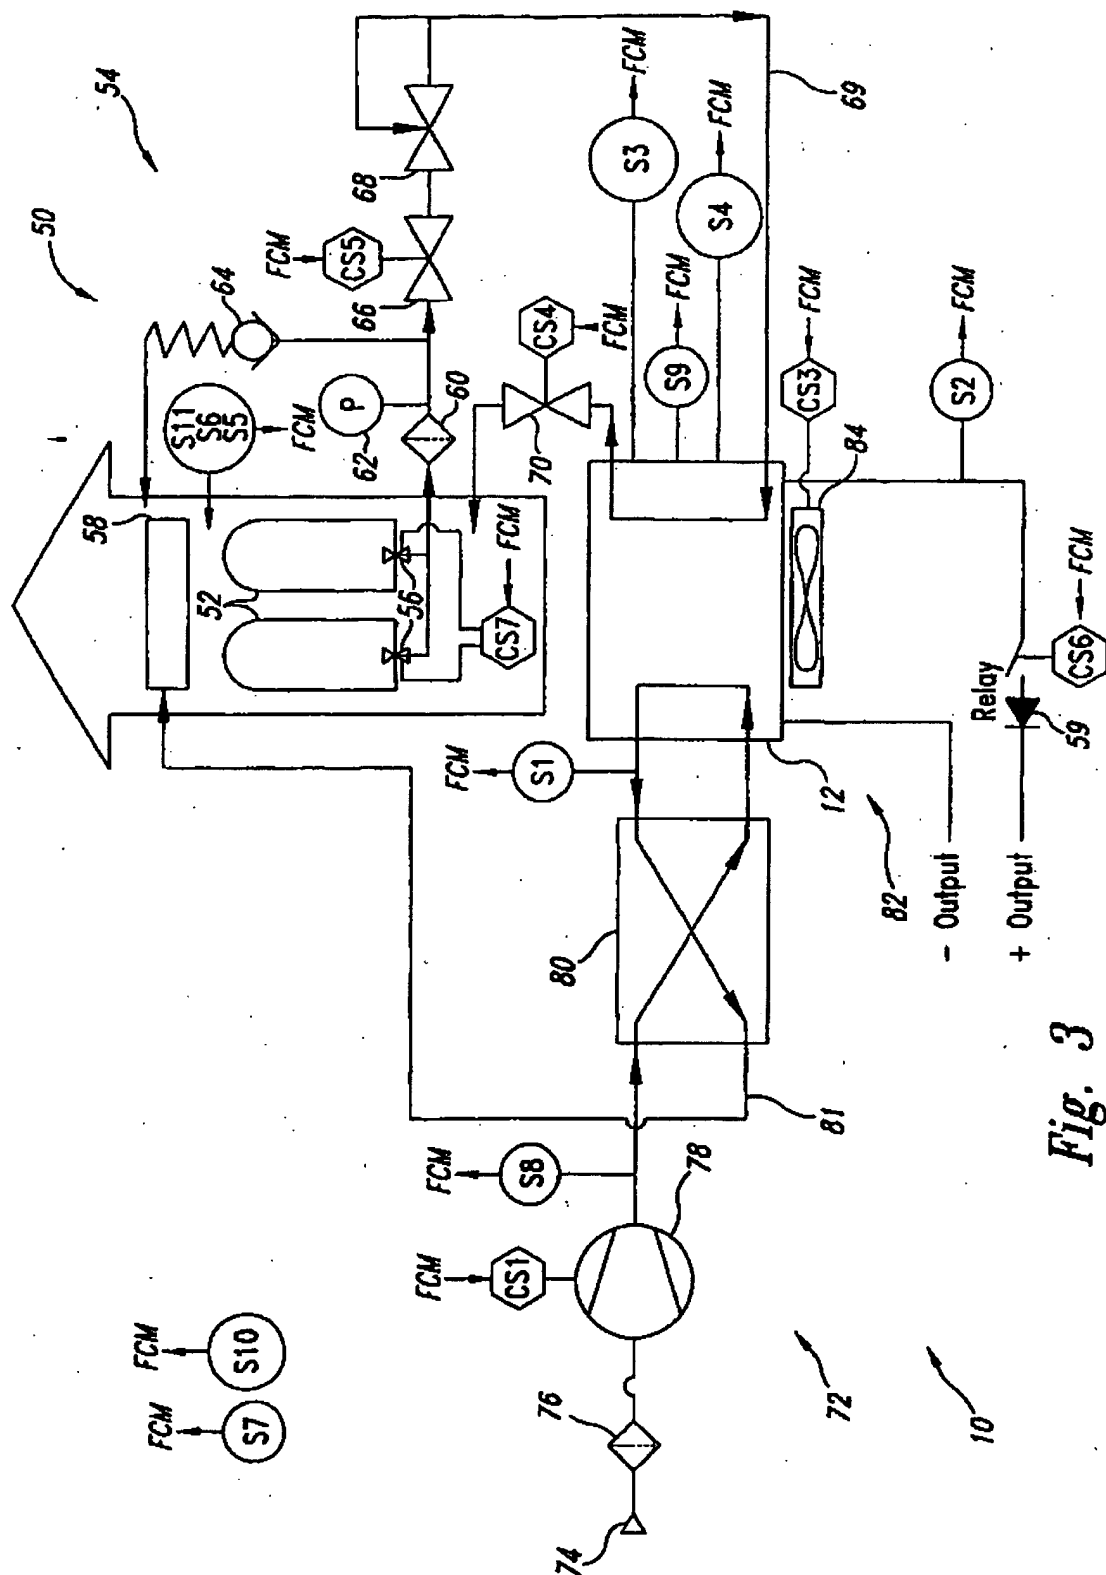 FCM
S7
FCM
S10
58
52
S11
S6
S5
FCM
50
64
54
P
62
56
60
FCM
CS5
66
68
FCM
CS7
FCM
CS1
FCM
S8
FCM
S1
70
CS4
FCM
74
76
78
80
S9
FCM
S3
FCM
S4
FCM
72
81
12
82
CS3
FCM
84
69
10
- Output
+ Output
Relay
59
CS6
FCM
S2
FCM
Fig. 3